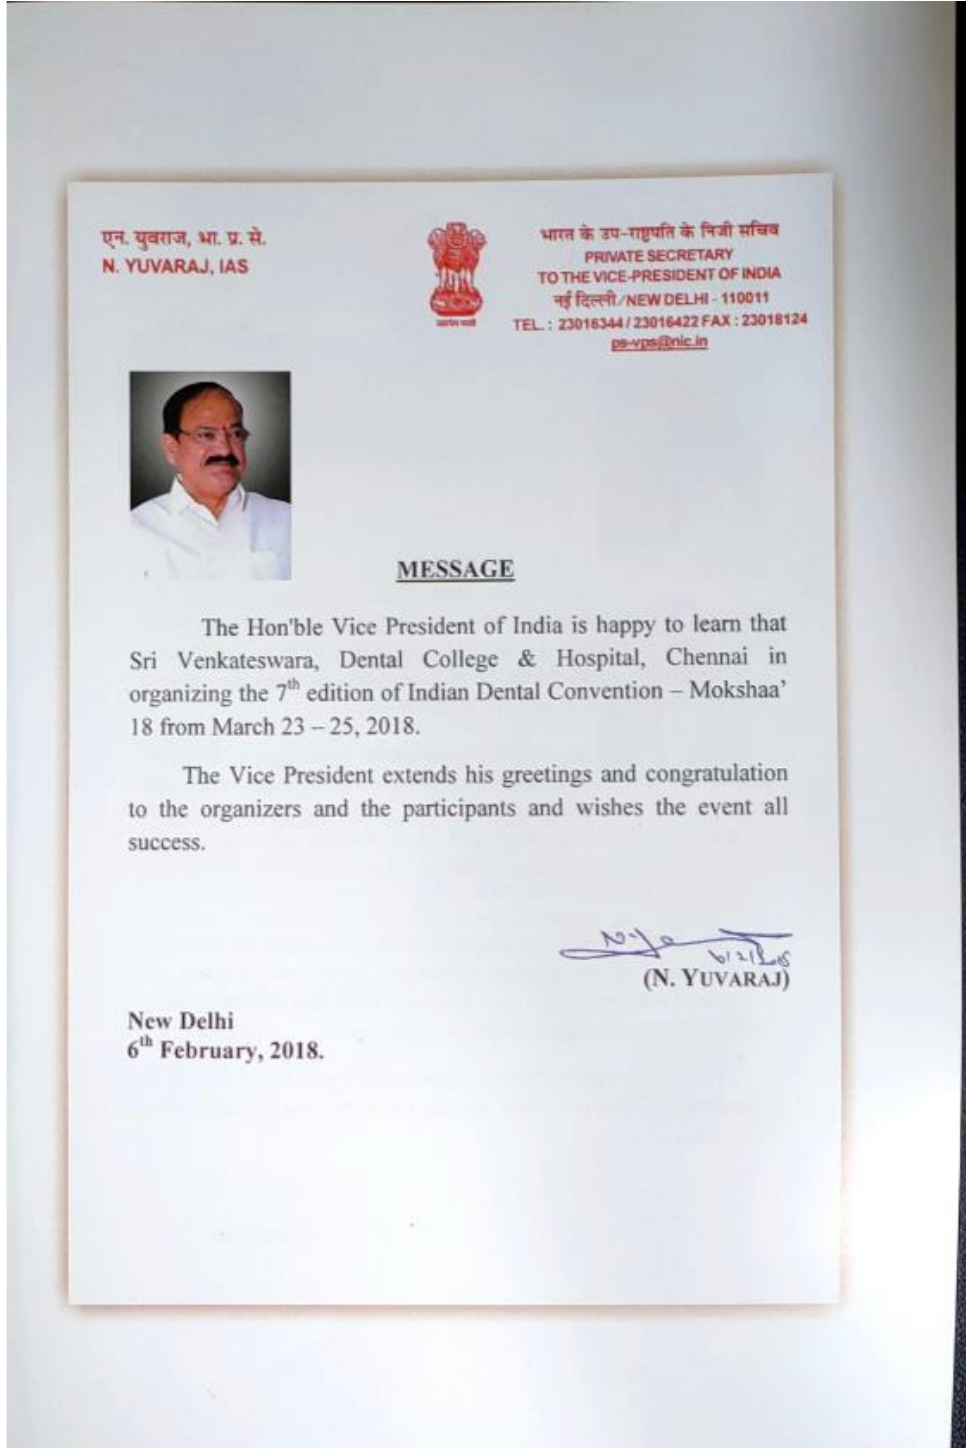 एन. युवराज, भा. प्र. से.
N. YUVARAJ, IAS
भारत के उप-राष्ट्रपति के निजी सचिव
PRIVATE SECRETARY
TO THE VICE-PRESIDENT OF INDIA
नई दिल्ली/NEW DELHI - 110011
TEL. : 23016344 / 23016422 FAX : 23018124
ps-vps@nic.in
MESSAGE
The Hon'ble Vice President of India is happy to learn that
Sri Venkateswara, Dental College & Hospital, Chennai in
organizing the 7th edition of Indian Dental Convention – Mokshaa’
18 from March 23 – 25, 2018.
The Vice President extends his greetings and congratulation
to the organizers and the participants and wishes the event all
success.
(N. YUVARAJ)
New Delhi
6th February, 2018.